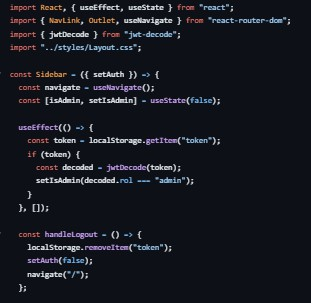 import React, { useEffect, useState } from "react";
import { NavLink, Outlet, useNavigate } from "react-router-dom";
import { jwtDecode } from "jwt-decode";
import "../styles/Layout.css";
const Sidebar = ({ setAuth }) => {
const navigate = useNavigate();
const [isAdmin, setIsAdmin] = useState(false);
useEffect(() => {
const token = localStorage.getItem("token");
if (token) {
const decoded = jwtDecode(token);
setIsAdmin(decoded.rol === "admin");
}
}, []);
const handleLogout = () => {
localStorage.removeItem("token");
setAuth(false);
navigate("/");
};